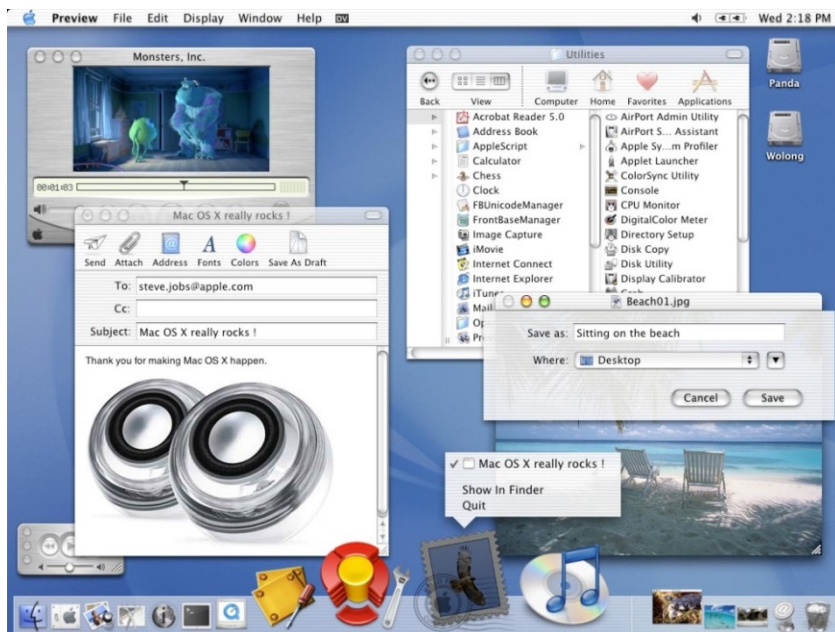 Preview File Edit Display Window Help DV Wed 2:18 PM
Monsters, Inc.
00:01:03
Utilities
Back View Computer Home Favorites Applications
Acrobat Reader 5.0
Address Book
AppleScript
Calculator
Chess
Clock
FBUnicodeManager
FrontBaseManager
Image Capture
iMovie
Internet Connect
Internet Explorer
iTunes
Mail
Op
Pr
AirPort Admin Utility
AirPort S... Assistant
Apple Sy...m Profiler
Applet Launcher
ColorSync Utility
Console
CPU Monitor
DigitalColor Meter
Directory Setup
Disk Copy
Disk Utility
Display Calibrator
Panda
Wolong
Mac OS X really rocks !
Send Attach Address Fonts Colors Save As Draft
To: steve.jobs@apple.com
Cc:
Subject: Mac OS X really rocks !
Thank you for making Mac OS X happen.
Beach01.jpg
Save as: Sitting on the beach
Where: Desktop
Cancel Save
Mac OS X really rocks !
Show In Finder
Quit